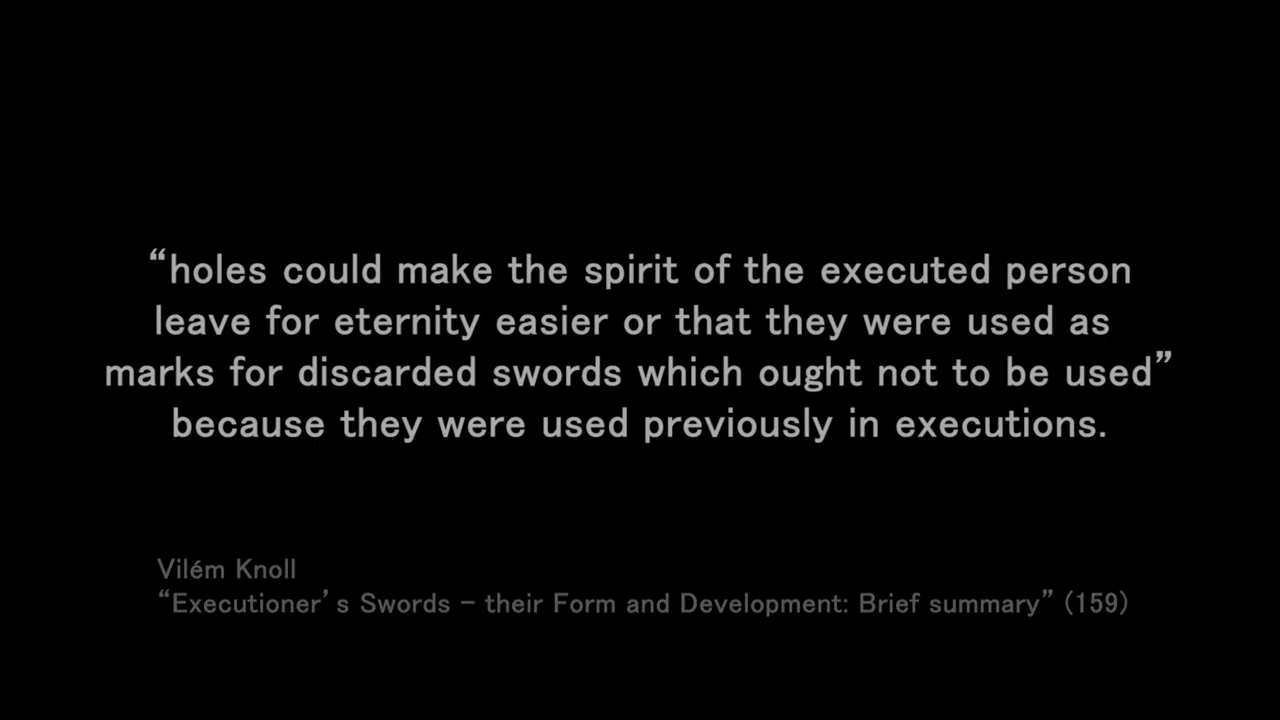 “holes could make the spirit of the executed person
leave for eternity easier or that they were used as
marks for discarded swords which ought not to be used”
because they were used previously in executions.
Vilém Knoll
“Executioner’s Swords – their Form and Development: Brief summary” (159)